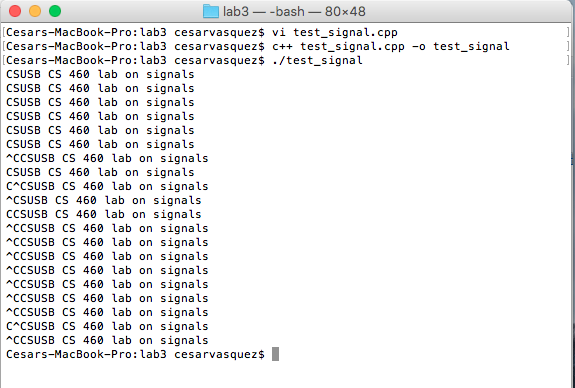 lab3 — -bash — 80×48
[Cesars-MacBook-Pro:lab3 cesarvasquez$ vi test_signal.cpp ]
[Cesars-MacBook-Pro:lab3 cesarvasquez$ c++ test_signal.cpp -o test_signal ]
[Cesars-MacBook-Pro:lab3 cesarvasquez$ ./test_signal ]
CSUSB CS 460 lab on signals
CSUSB CS 460 lab on signals
CSUSB CS 460 lab on signals
CSUSB CS 460 lab on signals
CSUSB CS 460 lab on signals
CSUSB CS 460 lab on signals
^CCSUSB CS 460 lab on signals
CSUSB CS 460 lab on signals
C^CSUSB CS 460 lab on signals
^CSUSB CS 460 lab on signals
CCSUSB CS 460 lab on signals
^CCSUSB CS 460 lab on signals
^CCSUSB CS 460 lab on signals
^CCSUSB CS 460 lab on signals
^CCSUSB CS 460 lab on signals
^CCSUSB CS 460 lab on signals
^CCSUSB CS 460 lab on signals
^CCSUSB CS 460 lab on signals
C^CSUSB CS 460 lab on signals
^CCSUSB CS 460 lab on signals
Cesars-MacBook-Pro:lab3 cesarvasquez$